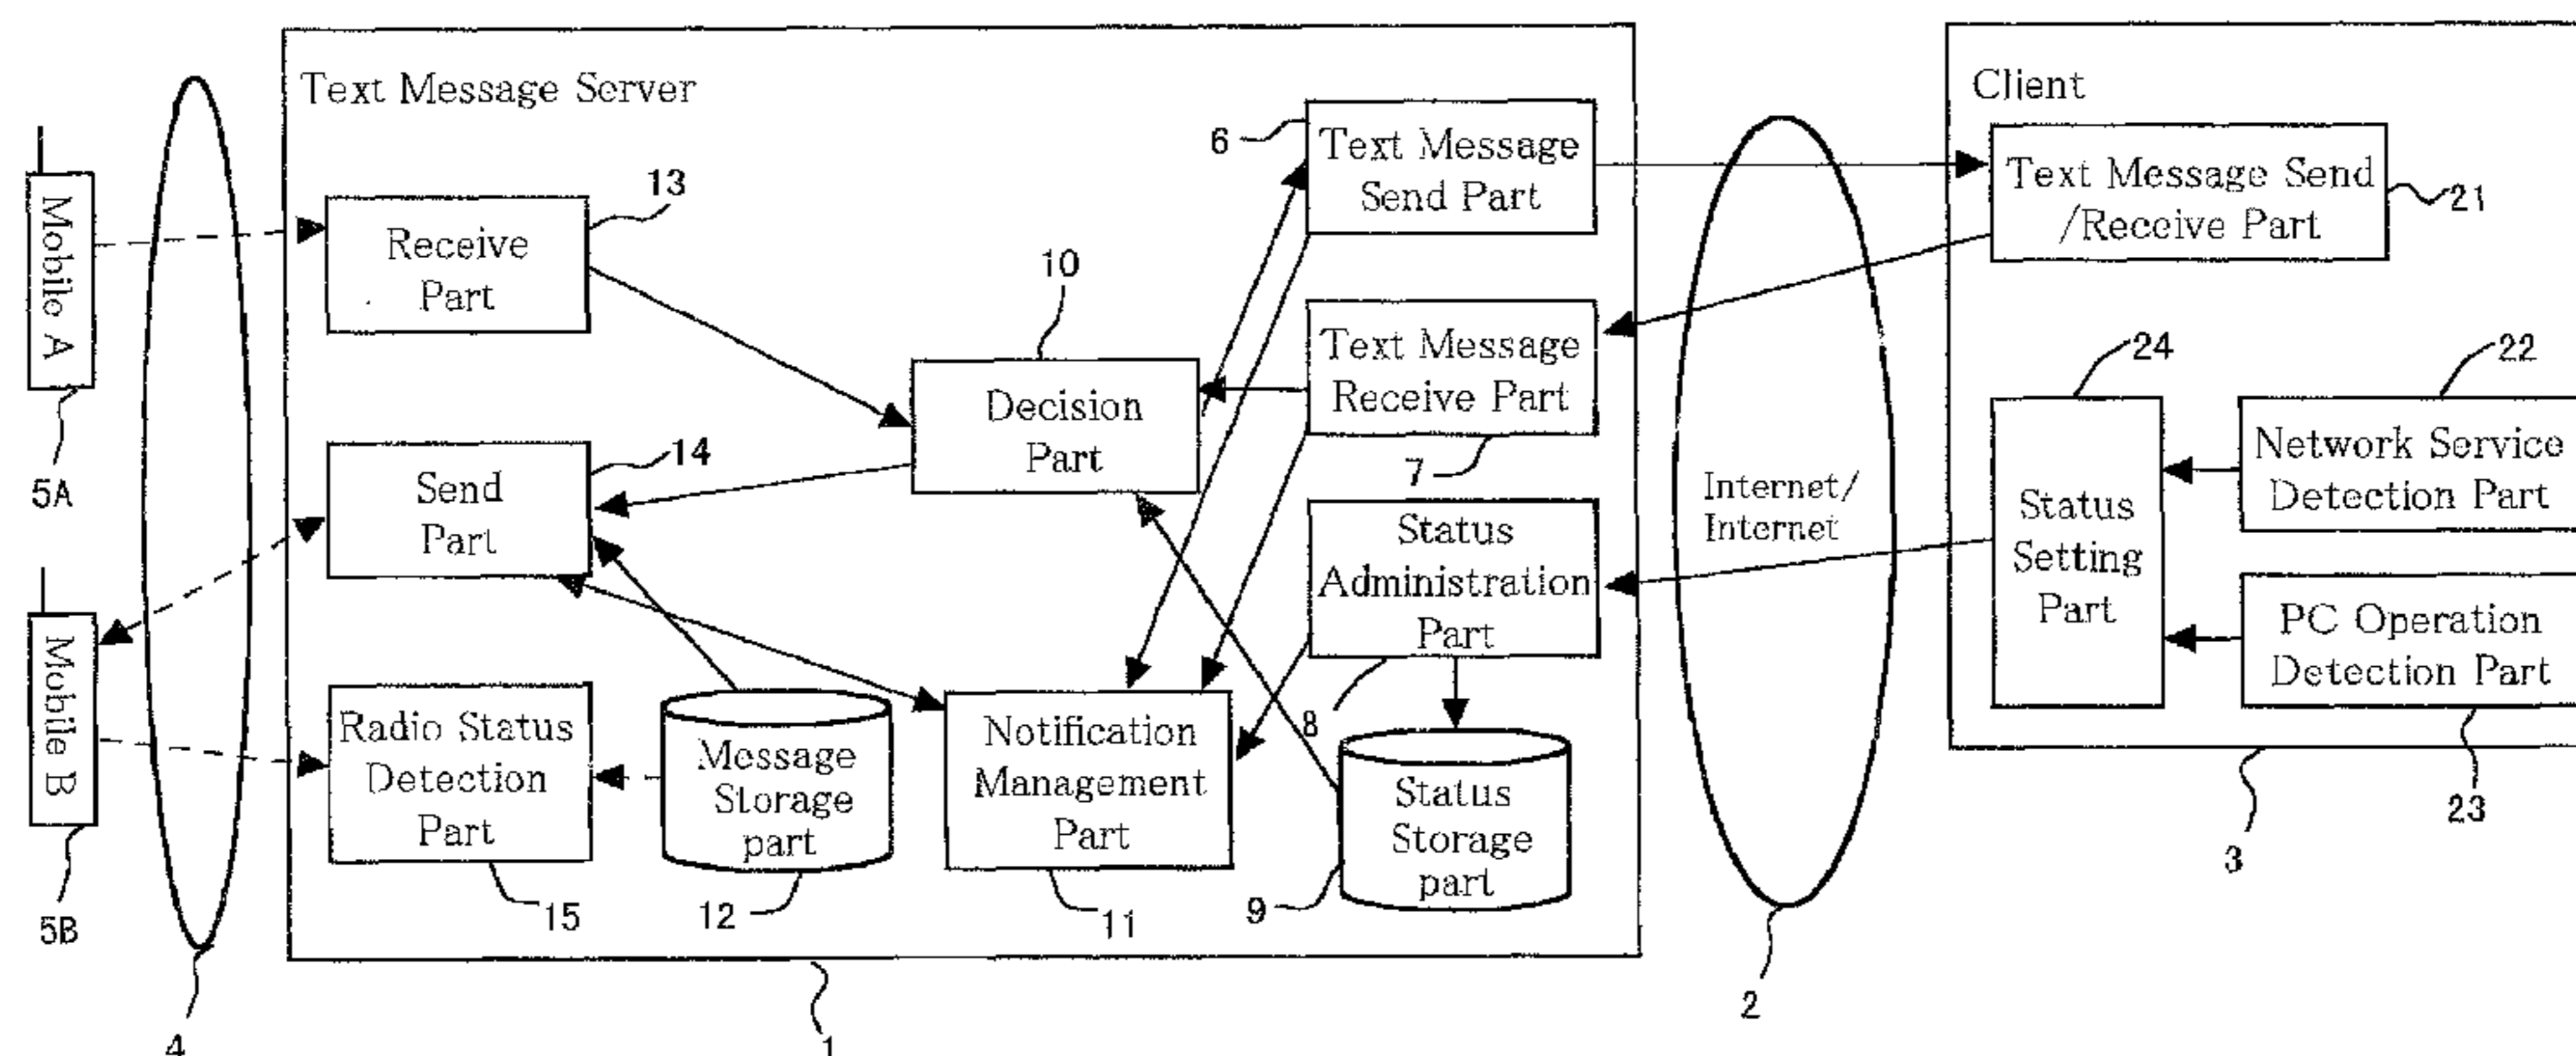 Text Message Server
Client
Mobile A
5A
Mobile B
5B
4
Receive
Part
13
Send
Part
14
Radio Status
Detection
Part
15
Message
Storage
part
12
Decision
Part
10
Notification
Management
Part
11
6
Text Message
Send Part
Text Message
Receive Part
7
Status
Administration
Part
8
Status
Storage
part
9
1
Internet/
Internet
2
Text Message Send
/Receive Part
21
24
Status
Setting
Part
22
Network Service
Detection Part
PC Operation
Detection Part
23
3